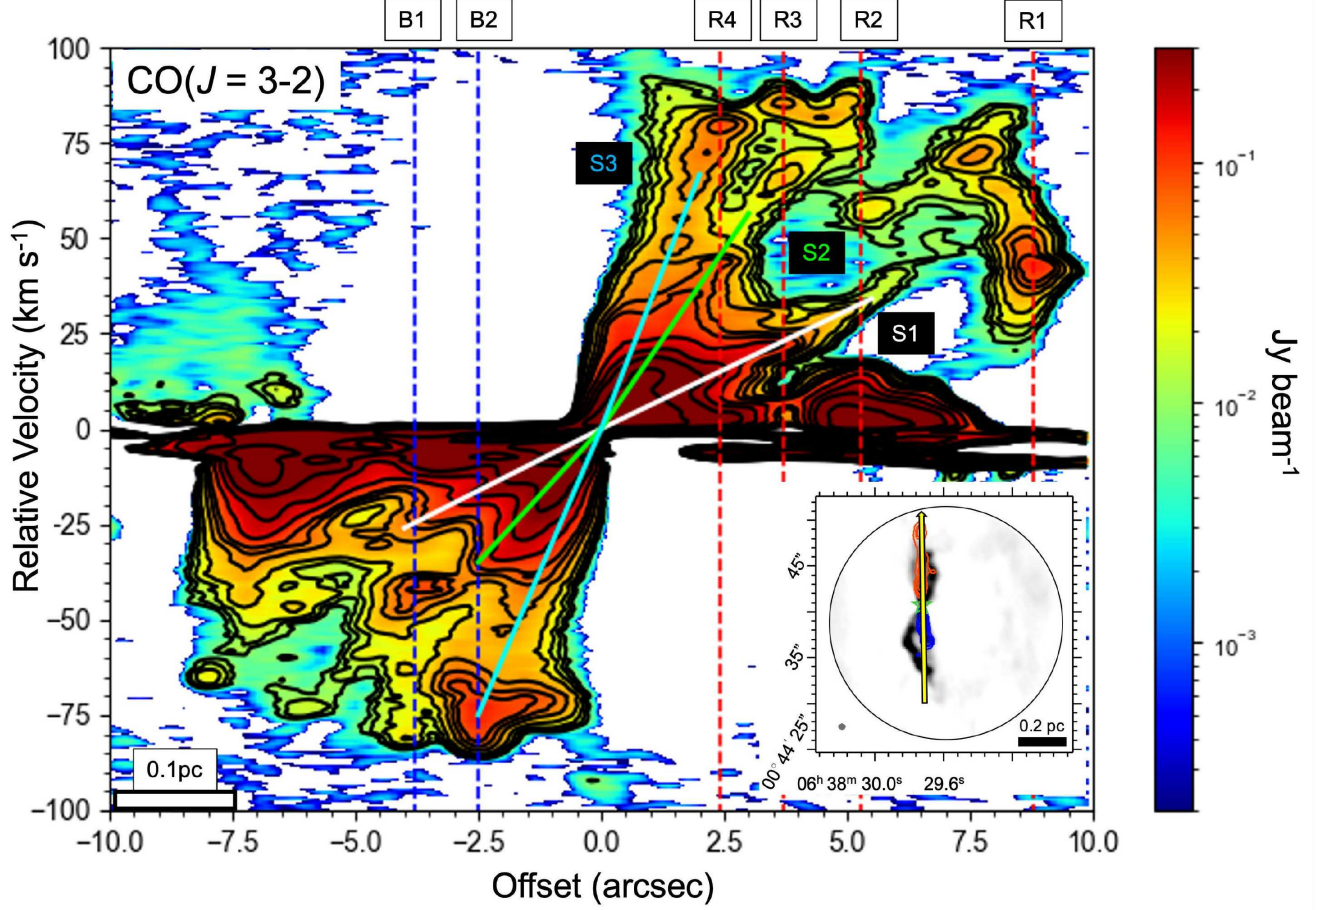 B1 B2 R4 R3 R2 R1
CO(J = 3-2)
100
75
50
25
0
−25
−50
−75
−100
Relative Velocity (km s⁻¹)
S3
S2
S1
0.1pc
45″
35″
00° 44′ 25″
0.2 pc
06ʰ 38ᵐ 30.0ˢ 29.6ˢ
−10.0 −7.5 −5.0 −2.5 0.0 2.5 5.0 7.5 10.0
Offset (arcsec)
10⁻¹
10⁻²
10⁻³
Jy beam⁻¹